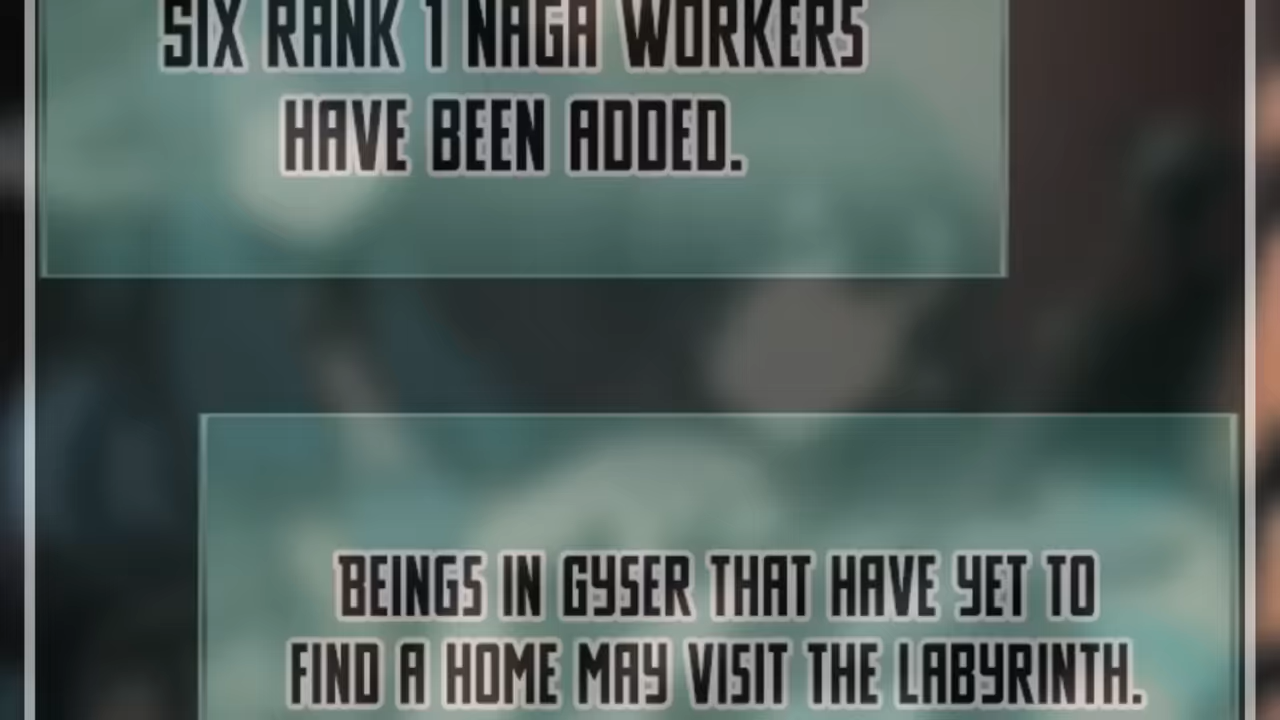 SIX RANK 1 NAGA WORKERS
HAVE BEEN ADDED.
BEINGS IN GYSER THAT HAVE YET TO
FIND A HOME MAY VISIT THE LABYRINTH.